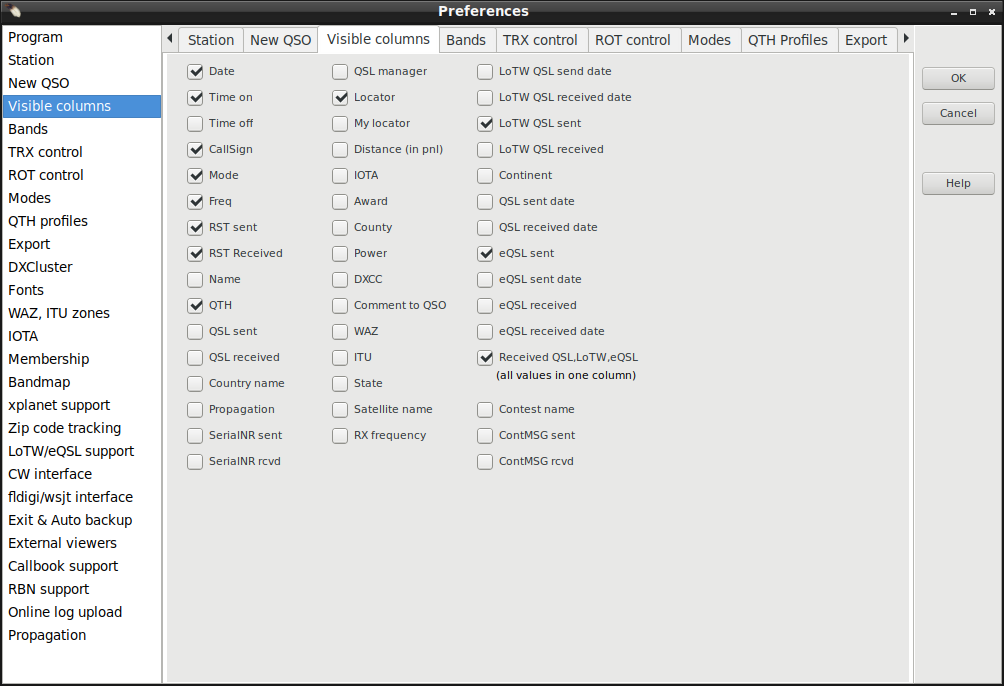 Preferences
Program
Station
New QSO
Visible columns
Bands
TRX control
ROT control
Modes
QTH profiles
Export
DXCluster
Fonts
WAZ, ITU zones
IOTA
Membership
Bandmap
xplanet support
Zip code tracking
LoTW/eQSL support
CW interface
fldigi/wsjt interface
Exit & Auto backup
External viewers
Callbook support
RBN support
Online log upload
Propagation
Station New QSO Visible columns Bands TRX control ROT control Modes QTH Profiles Export
Date
Time on
Time off
CallSign
Mode
Freq
RST sent
RST Received
Name
QTH
QSL sent
QSL received
Country name
Propagation
SerialNR sent
SerialNR rcvd
QSL manager
Locator
My locator
Distance (in pnl)
IOTA
Award
County
Power
DXCC
Comment to QSO
WAZ
ITU
State
Satellite name
RX frequency
LoTW QSL send date
LoTW QSL received date
LoTW QSL sent
LoTW QSL received
Continent
QSL sent date
QSL received date
eQSL sent
eQSL sent date
eQSL received
eQSL received date
Received QSL,LoTW,eQSL
(all values in one column)
Contest name
ContMSG sent
ContMSG rcvd
OK
Cancel
Help